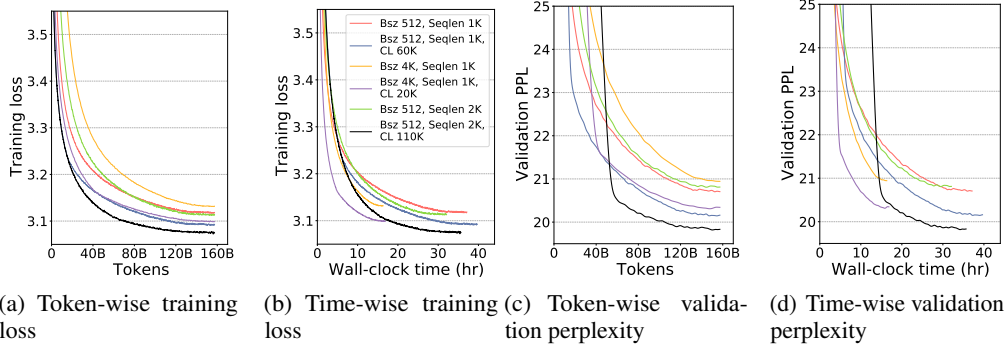 3.5
3.4
3.3
3.2
3.1
Training loss
40B 80B 120B 160B
Tokens
3.5
3.4
3.3
3.2
3.1
Training loss
Bsz 512, Seqlen 1K
Bsz 512, Seqlen 1K,
CL 60K
Bsz 4K, Seqlen 1K
Bsz 4K, Seqlen 1K,
CL 20K
Bsz 512, Seqlen 2K
Bsz 512, Seqlen 2K,
CL 110K
0 10 20 30 40
Wall-clock time (hr)
25
24
23
22
21
20
Validation PPL
40B 80B 120B 160B
Tokens
25
24
23
22
21
20
Validation PPL
0 10 20 30 40
Wall-clock time (hr)
(a) Token-wise training
loss
(b) Time-wise training
loss
(c) Token-wise valida-
tion perplexity
(d) Time-wise validation
perplexity